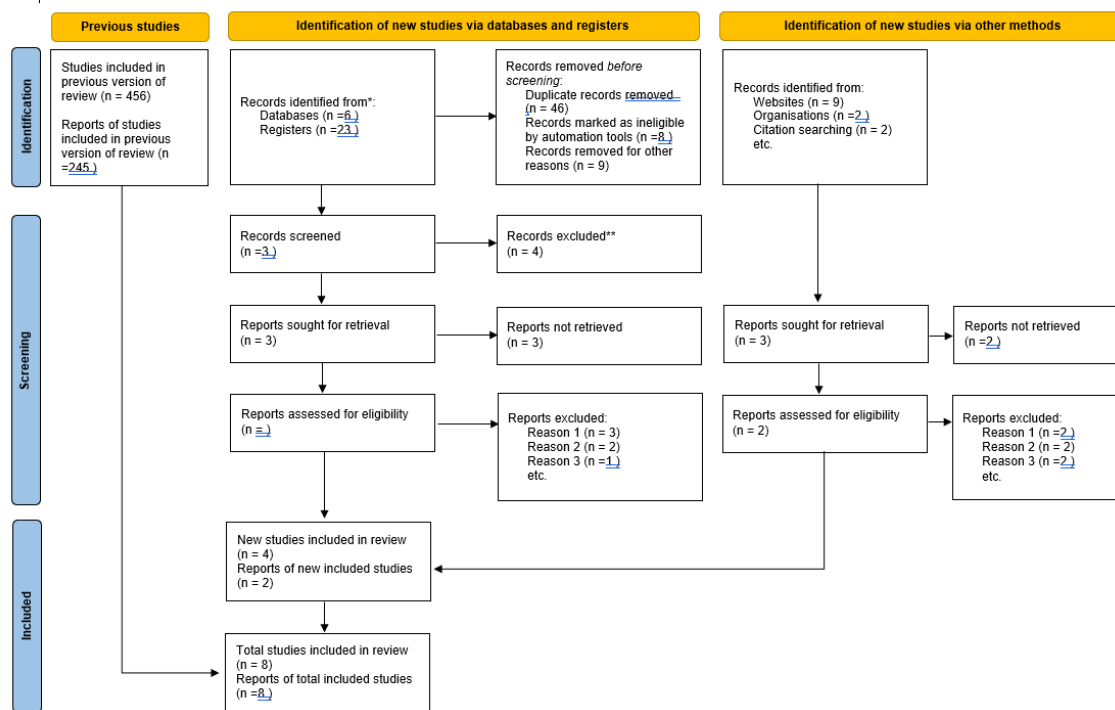 Previous studies
Identification of new studies via databases and registers
Identification of new studies via other methods
Identification
Studies included in
previous version of
review (n = 456)
Reports of studies
included in previous
version of review (n
=245 )
Records identified from*:
Databases (n =6 )
Registers (n =23 )
Records removed before
screening:
Duplicate records removed
(n = 46)
Records marked as ineligible
by automation tools (n =8 )
Records removed for other
reasons (n = 9)
Records identified from:
Websites (n = 9)
Organisations (n =2 )
Citation searching (n = 2)
etc.
Screening
Records screened
(n =3 )
Records excluded**
(n = 4)
Reports sought for retrieval
(n = 3)
Reports not retrieved
(n = 3)
Reports sought for retrieval
(n = 3)
Reports not retrieved
(n =2 )
Reports assessed for eligibility
(n = )
Reports excluded:
Reason 1 (n = 3)
Reason 2 (n = 2)
Reason 3 (n =1 )
etc.
Reports assessed for eligibility
(n = 2)
Reports excluded:
Reason 1 (n =2 )
Reason 2 (n = 2)
Reason 3 (n =2 )
etc.
Included
New studies included in review
(n = 4)
Reports of new included studies
(n = 2)
Total studies included in review
(n = 8)
Reports of total included studies
(n =8 )